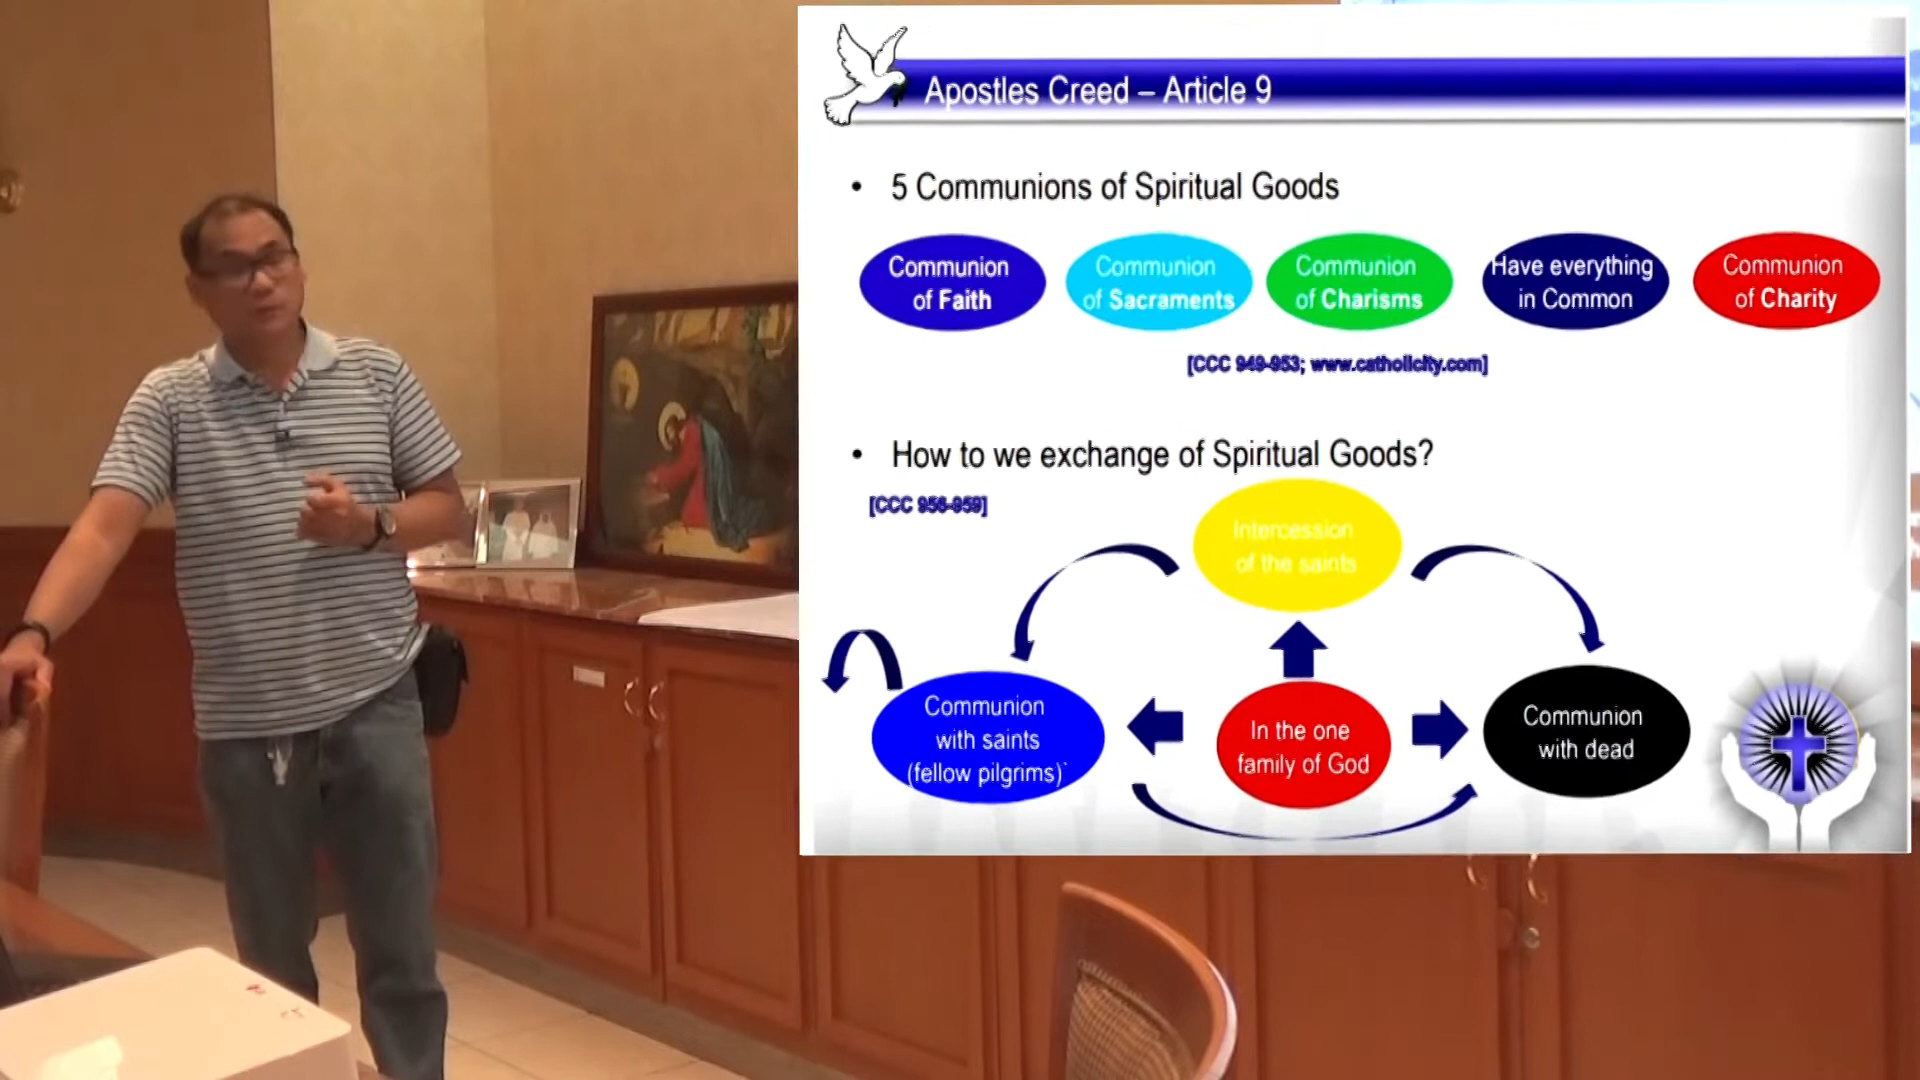 Apostles Creed – Article 9
• 5 Communions of Spiritual Goods
Communion
of Faith
Communion
of Sacraments
Communion
of Charisms
Have everything
in Common
Communion
of Charity
[CCC 949-953; www.catholicity.com]
• How to we exchange of Spiritual Goods?
[CCC 956-959]
Intercession
of the saints
Communion
with saints
(fellow pilgrims)`
In the one
family of God
Communion
with dead